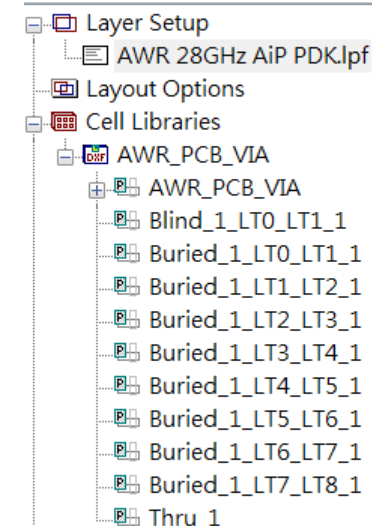 Layer Setup
AWR 28GHz AiP PDK.lpf
Layout Options
Cell Libraries
DXF AWR_PCB_VIA
P AWR_PCB_VIA
P Blind_1_LT0_LT1_1
P Buried_1_LT0_LT1_1
P Buried_1_LT1_LT2_1
P Buried_1_LT2_LT3_1
P Buried_1_LT3_LT4_1
P Buried_1_LT4_LT5_1
P Buried_1_LT5_LT6_1
P Buried_1_LT6_LT7_1
P Buried_1_LT7_LT8_1
P Thru_1